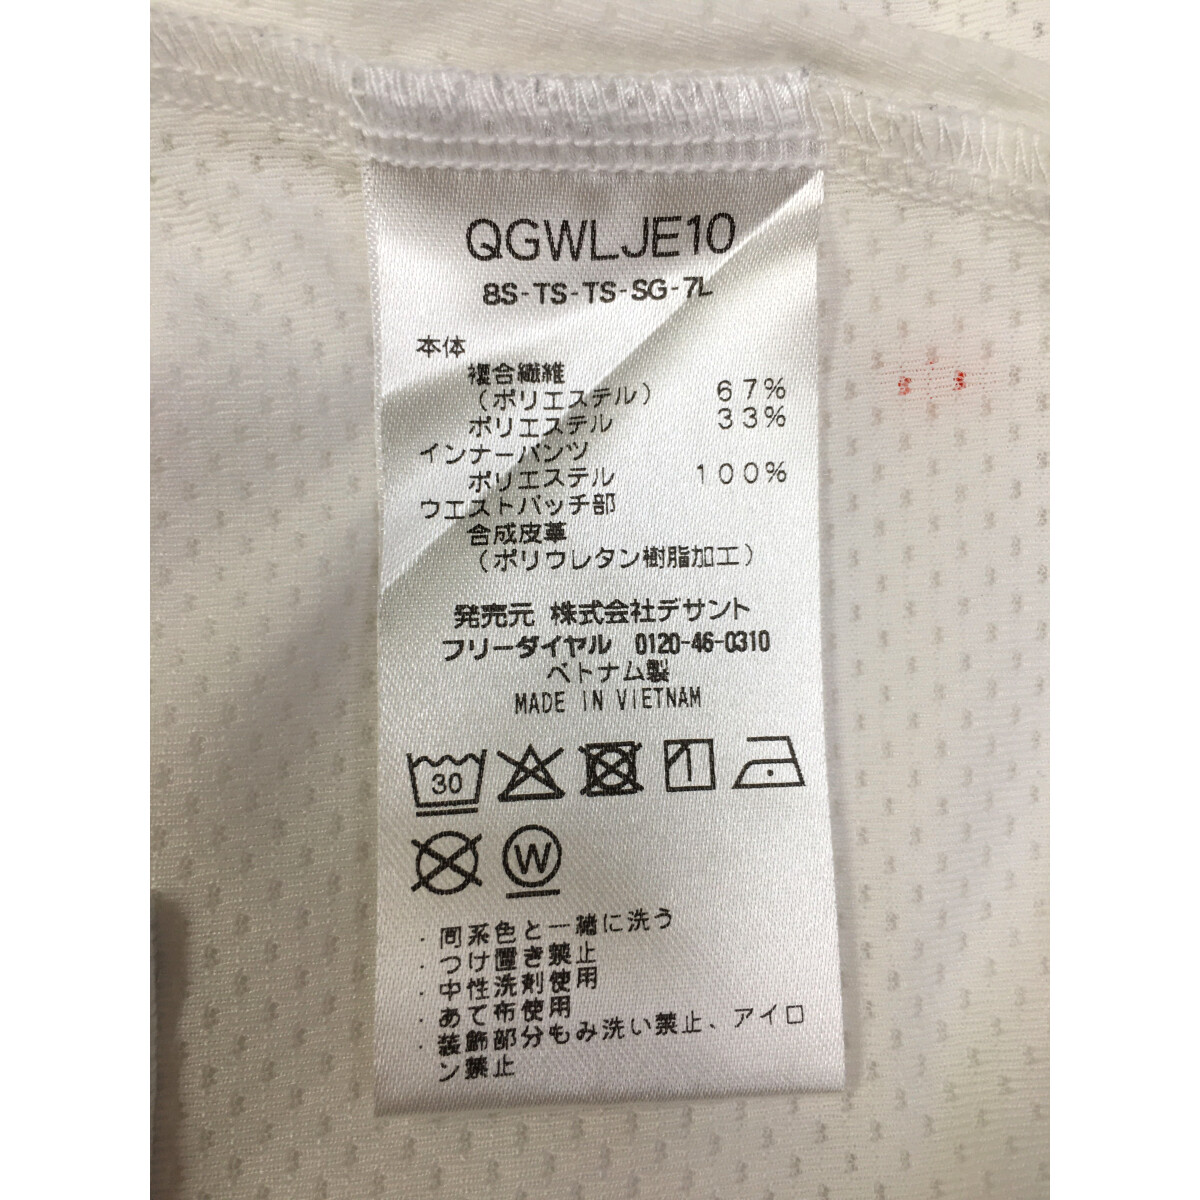 QGWLJE10
8S-TS-TS-SG-7L
本体
複合繊維
(ポリエステル) 67%
ポリエステル 33%
インナーパンツ
ポリエステル 100%
ウエストパッチ部
合成皮革
(ポリウレタン樹脂加工)
発売元 株式会社デサント
フリーダイヤル 0120-46-0310
ベトナム製
MADE IN VIETNAM
30
W
・同系色と一緒に洗う
・つけ置き禁止
・中性洗剤使用
・あて布使用
・装飾部分もみ洗い禁止、アイロ
ン禁止